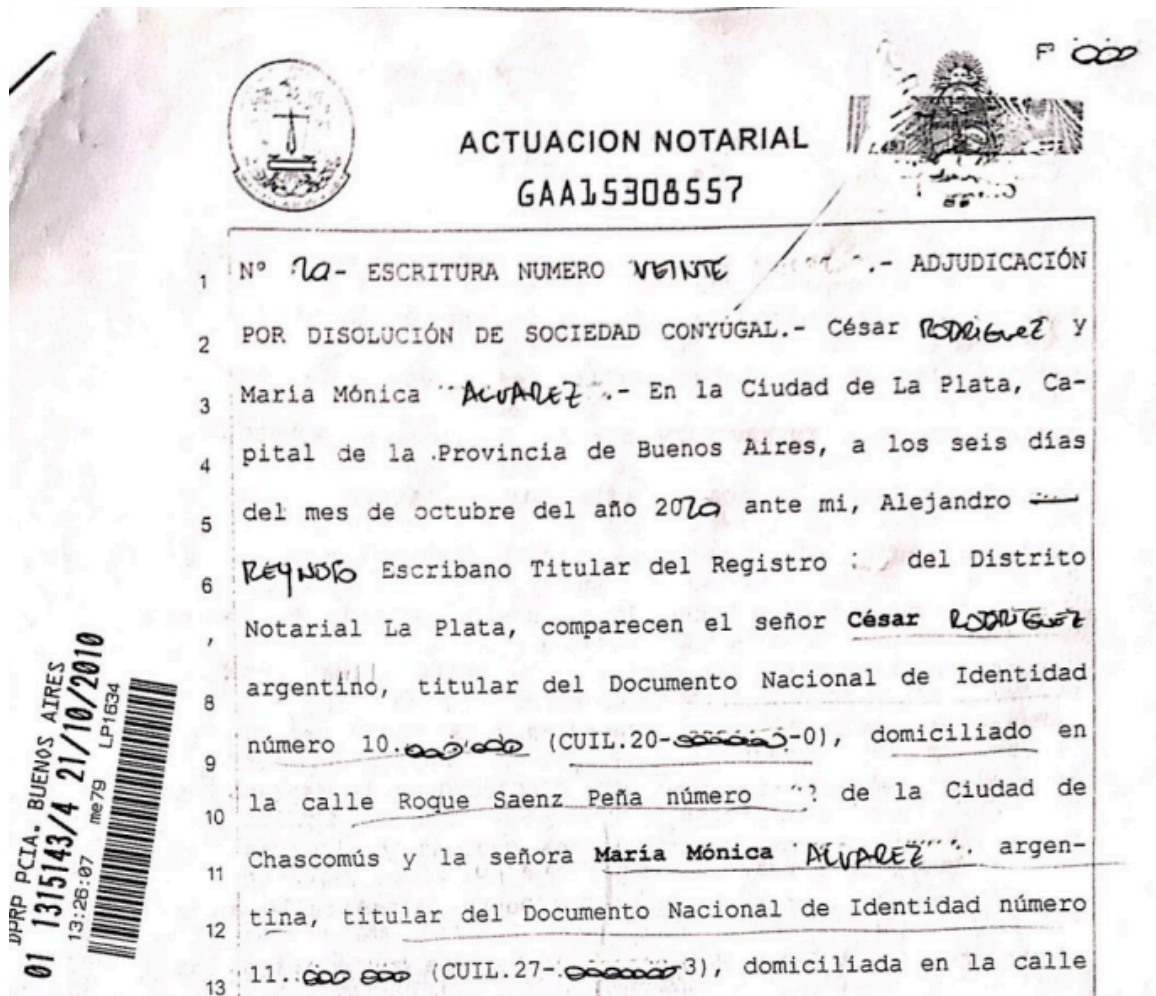 F 000
ACTUACION NOTARIAL
GAA15308557
1 Nº 20- ESCRITURA NUMERO VEINTE .- ADJUDICACIÓN
2 POR DISOLUCIÓN DE SOCIEDAD CONYUGAL.- César RODRIGUEZ y
3 María Mónica ALVAREZ .- En la Ciudad de La Plata, Ca-
4 pital de la Provincia de Buenos Aires, a los seis días
5 del mes de octubre del año 2020 ante mi, Alejandro
6 REYNOSO Escribano Titular del Registro del Distrito
Notarial La Plata, comparecen el señor César RODRIGUEZ
8 argentino, titular del Documento Nacional de Identidad
9 número 10.000.000 (CUIL.20- -0), domiciliado en
10 la calle Roque Saenz Peña número de la Ciudad de
11 Chascomús y la señora María Mónica ALVAREZ argen-
12 tina, titular del Documento Nacional de Identidad número
13 11.000 000 (CUIL.27- 3), domiciliada en la calle
DPRP PCIA. BUENOS AIRES
01 1315143/4 21/10/2010
13:26:07 me79 LP1634